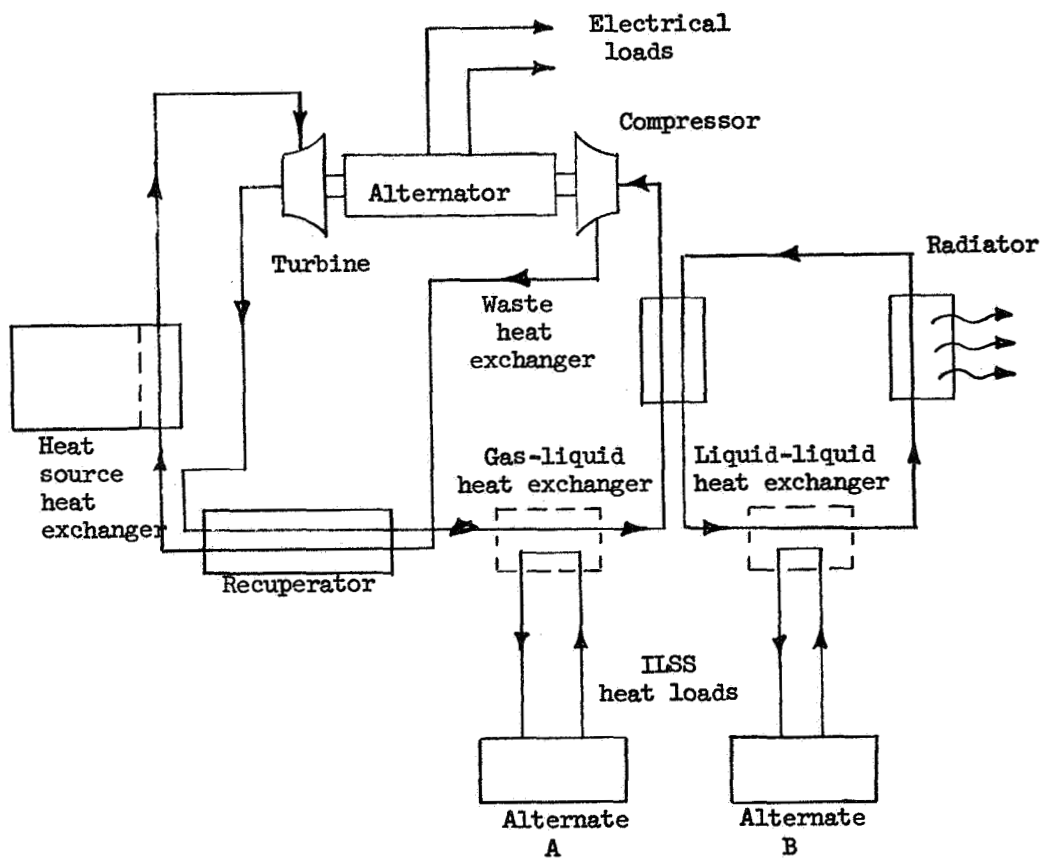 Electrical
loads
Compressor
Alternator
Radiator
Turbine
Waste
heat
exchanger
Heat
source
heat
exchanger
Gas-liquid
heat exchanger
Liquid-liquid
heat exchanger
Recuperator
ILSS
heat loads
Alternate
A
Alternate
B